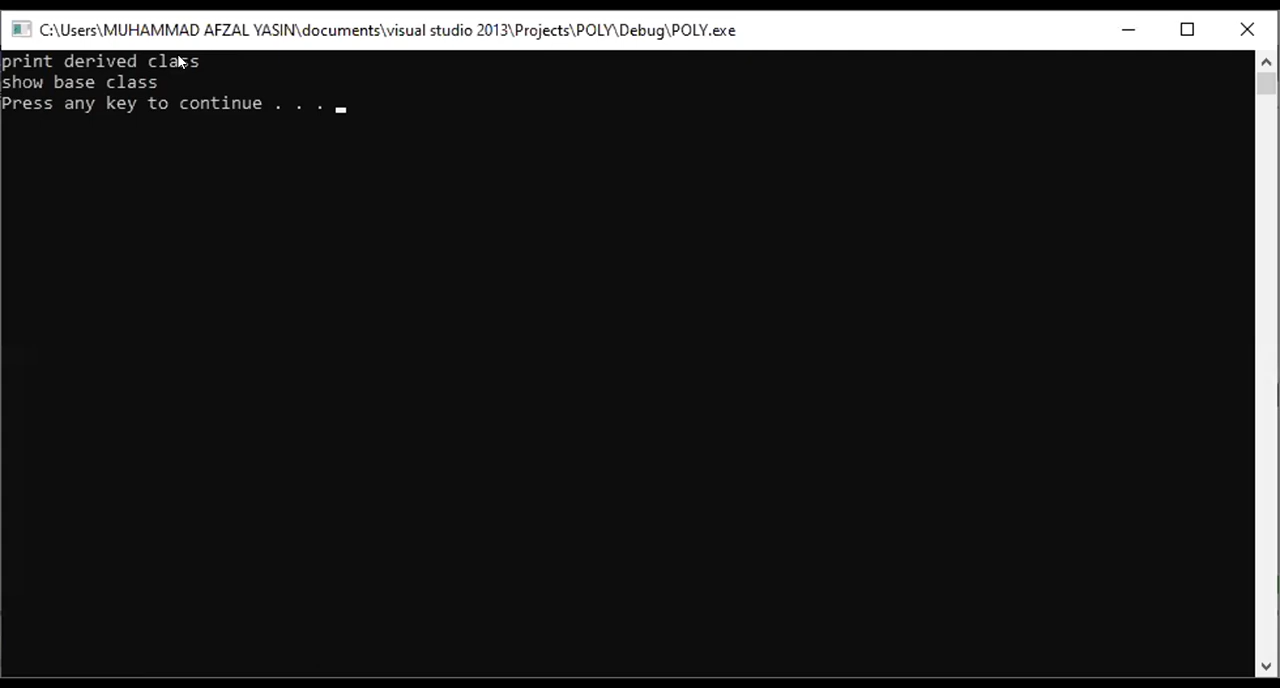 C:\Users\MUHAMMAD AFZAL YASIN\documents\visual studio 2013\Projects\POLY\Debug\POLY.exe
print derived class
show base class
Press any key to continue . . .